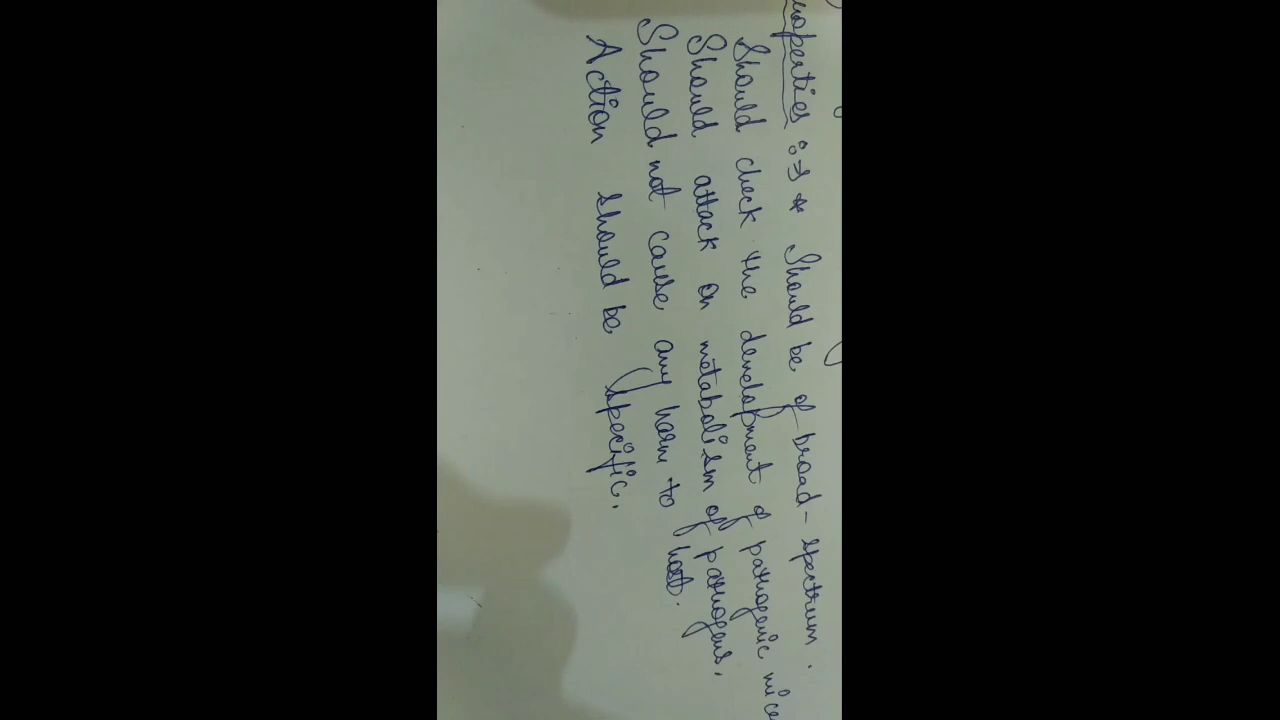 properties :→ * Should be of broad-spectrum.
Should check the development of pathogenic
Should attack on metabolism of pathogens.
Should not cause any harm to host.
Action should be specific.